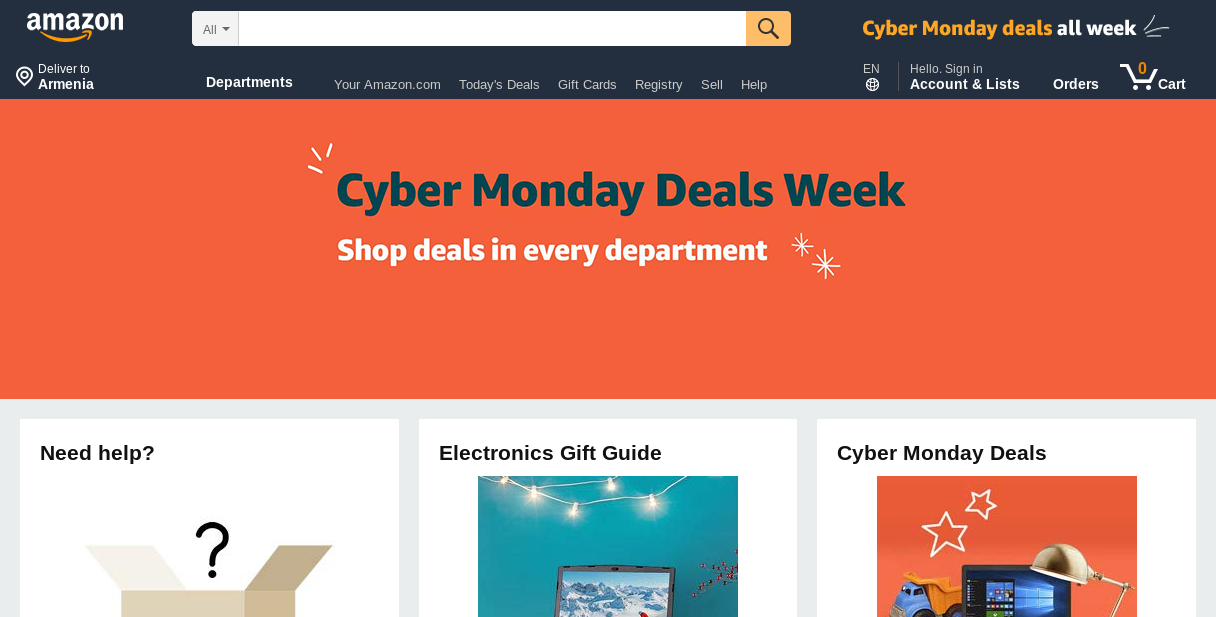 amazon
All
Cyber Monday deals all week
Deliver to
Armenia
Departments
Your Amazon.com
Today's Deals
Gift Cards
Registry
Sell
Help
EN
Hello. Sign in
Account & Lists
Orders
0
Cart
Cyber Monday Deals Week
Shop deals in every department
Need help?
?
Electronics Gift Guide
Cyber Monday Deals